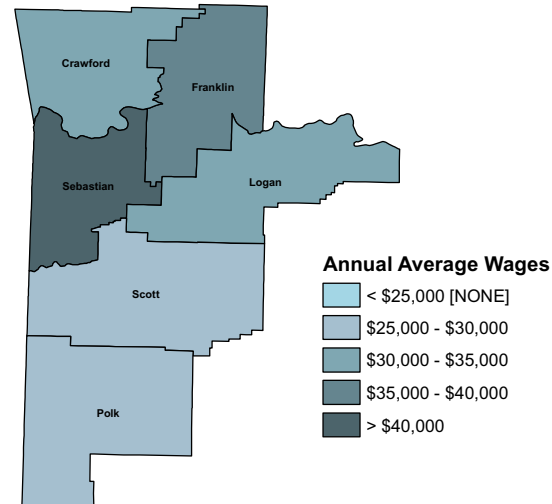 Crawford
Franklin
Sebastian
Logan
Scott
Polk
Annual Average Wages
< $25,000 [NONE]
$25,000 - $30,000
$30,000 - $35,000
$35,000 - $40,000
> $40,000